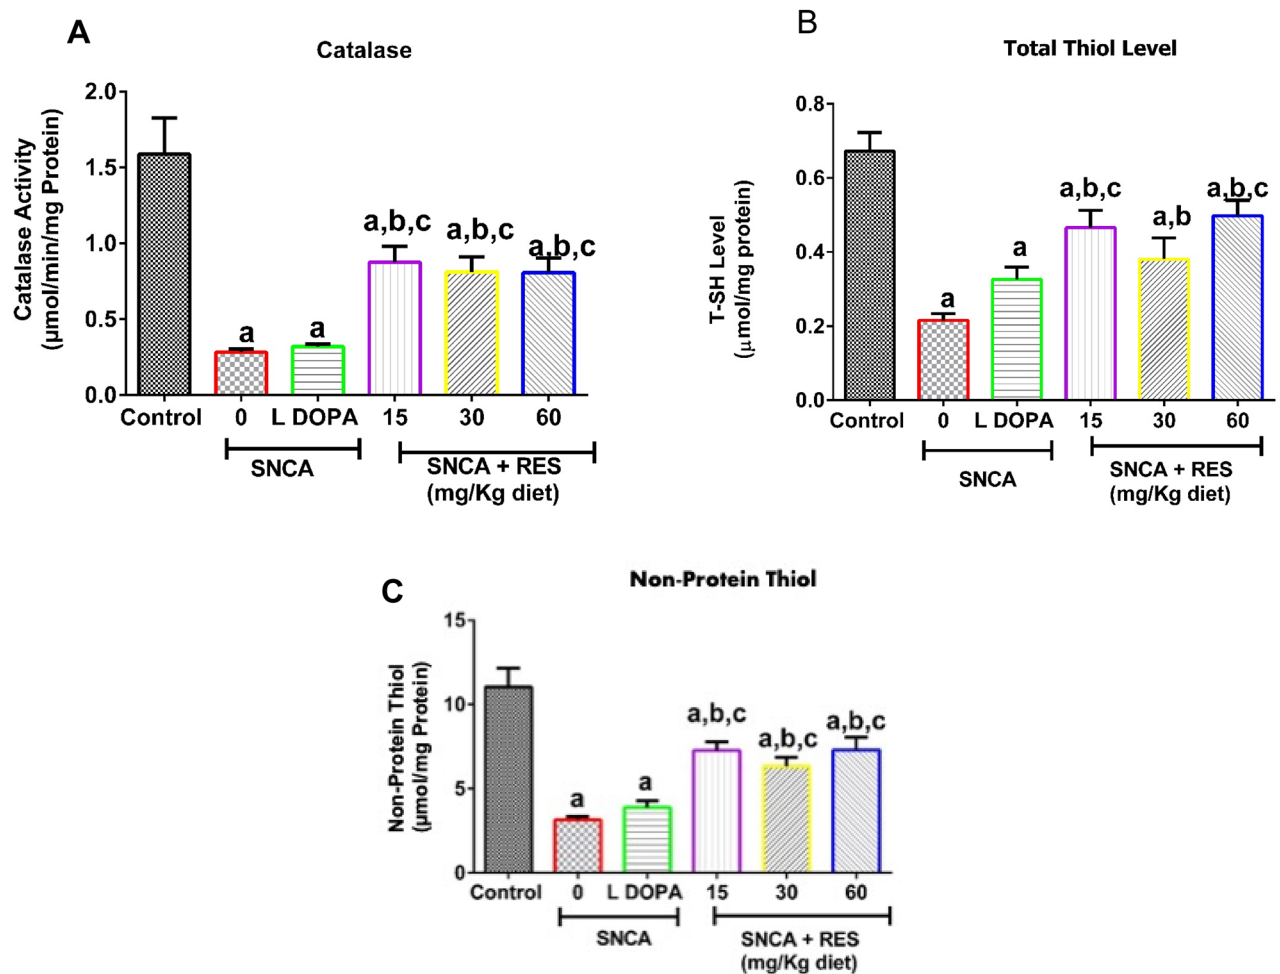 A
Catalase
Catalase Activity
(µmol/min/mg Protein)
2.0
1.5
1.0
0.5
0.0
a
a
a,b,c
a,b,c
a,b,c
Control 0 L DOPA 15 30 60
SNCA
SNCA + RES
(mg/Kg diet)
B
Total Thiol Level
T-SH Level
(µmol/mg protein)
0.8
0.6
0.4
0.2
0.0
a
a
a,b,c
a,b
a,b,c
Control 0 L DOPA 15 30 60
SNCA
SNCA + RES
(mg/Kg diet)
C
Non-Protein Thiol
Non-Protein Thiol
(µmol/mg Protein)
15
10
5
0
a
a
a,b,c
a,b,c
a,b,c
Control 0 L DOPA 15 30 60
SNCA
SNCA + RES
(mg/Kg diet)